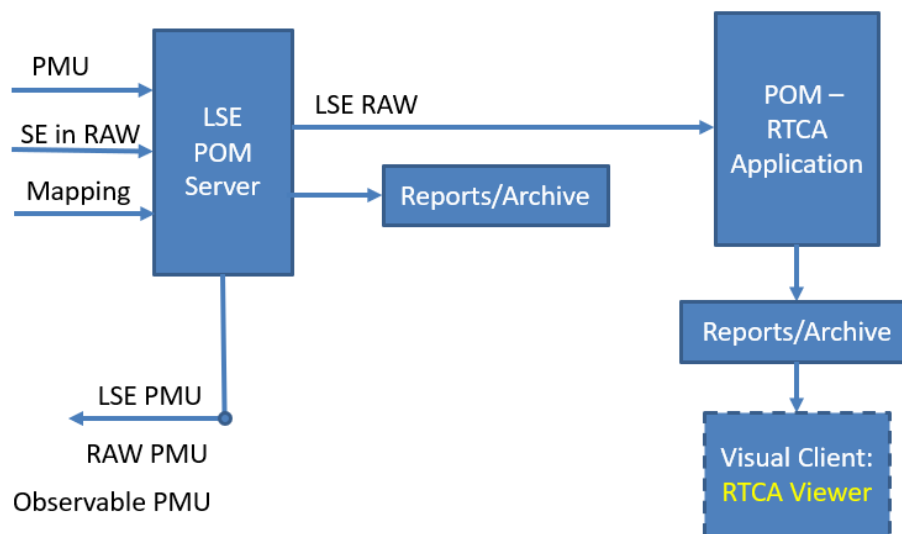 PMU
SE in RAW
Mapping
LSE
POM
Server
LSE RAW
Reports/Archive
POM –
RTCA
Application
Reports/Archive
Visual Client:
RTCA Viewer
LSE PMU
RAW PMU
Observable PMU